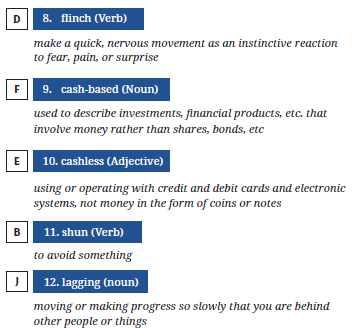 D 8. flinch (Verb)
make a quick, nervous movement as an instinctive reaction
to fear, pain, or surprise
F 9. cash-based (Noun)
used to describe investments, financial products, etc. that
involve money rather than shares, bonds, etc
E 10. cashless (Adjective)
using or operating with credit and debit cards and electronic
systems, not money in the form of coins or notes
B 11. shun (Verb)
to avoid something
J 12. lagging (noun)
moving or making progress so slowly that you are behind
other people or things